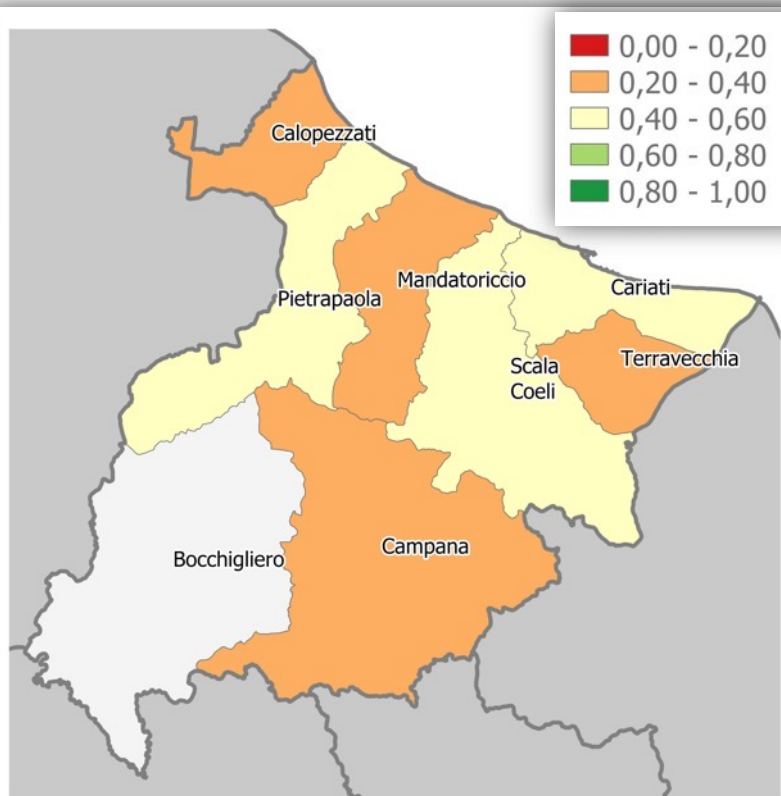 0,00 - 0,20
0,20 - 0,40
0,40 - 0,60
0,60 - 0,80
0,80 - 1,00
Calopezzati
Pietrapaola
Mandatoriccio
Cariati
Scala
Coeli
Terravecchia
Bocchigliero
Campana